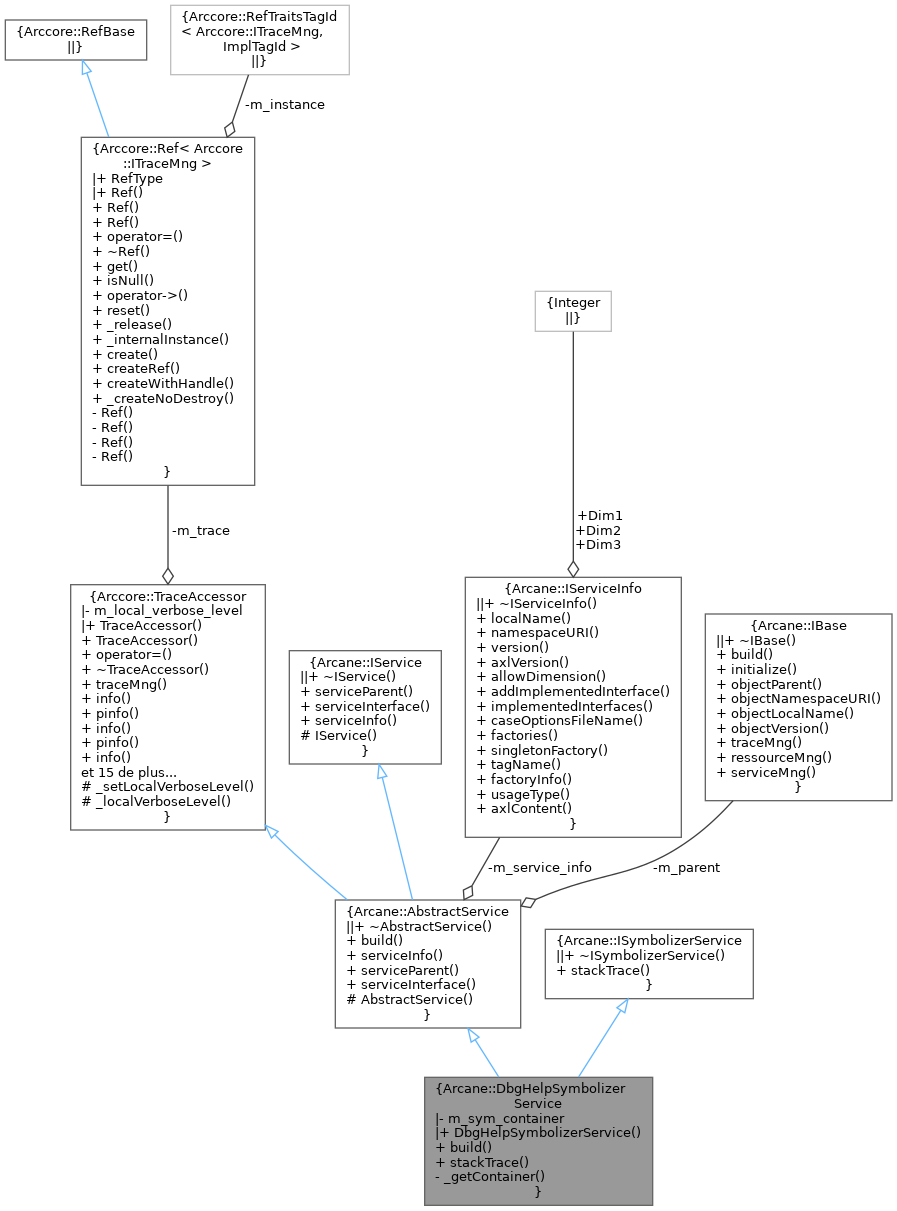 {Arccore::RefBase
||}
{Arccore::RefTraitsTagId
< Arccore::ITraceMng,
ImplTagId >
||}
-m_instance
{Arccore::Ref< Arccore
::ITraceMng >
|+ RefType
|+ Ref()
+ Ref()
+ Ref()
+ operator=()
+ ~Ref()
+ get()
+ isNull()
+ operator->()
+ reset()
+ _release()
+ _internalInstance()
+ create()
+ createRef()
+ createWithHandle()
+ _createNoDestroy()
- Ref()
- Ref()
- Ref()
- Ref()
}
-m_trace
{Integer
||}
+Dim1
+Dim2
+Dim3
{Arccore::TraceAccessor
|- m_local_verbose_level
|+ TraceAccessor()
+ TraceAccessor()
+ operator=()
+ ~TraceAccessor()
+ traceMng()
+ info()
+ pinfo()
+ info()
+ pinfo()
+ info()
et 15 de plus...
# _setLocalVerboseLevel()
# _localVerboseLevel()
}
{Arcane::IService
||+ ~IService()
+ serviceParent()
+ serviceInterface()
+ serviceInfo()
# IService()
}
{Arcane::IServiceInfo
||+ ~IServiceInfo()
+ localName()
+ namespaceURI()
+ version()
+ axlVersion()
+ allowDimension()
+ addImplementedInterface()
+ implementedInterfaces()
+ caseOptionsFileName()
+ factories()
+ singletonFactory()
+ tagName()
+ factoryInfo()
+ usageType()
+ axlContent()
}
{Arcane::IBase
||+ ~IBase()
+ build()
+ initialize()
+ objectParent()
+ objectNamespaceURI()
+ objectLocalName()
+ objectVersion()
+ traceMng()
+ ressourceMng()
+ serviceMng()
}
-m_service_info
-m_parent
{Arcane::AbstractService
||+ ~AbstractService()
+ build()
+ serviceInfo()
+ serviceParent()
+ serviceInterface()
# AbstractService()
}
{Arcane::ISymbolizerService
||+ ~ISymbolizerService()
+ stackTrace()
}
{Arcane::DbgHelpSymbolizer
Service
|- m_sym_container
|+ DbgHelpSymbolizerService()
+ build()
+ stackTrace()
- _getContainer()
}